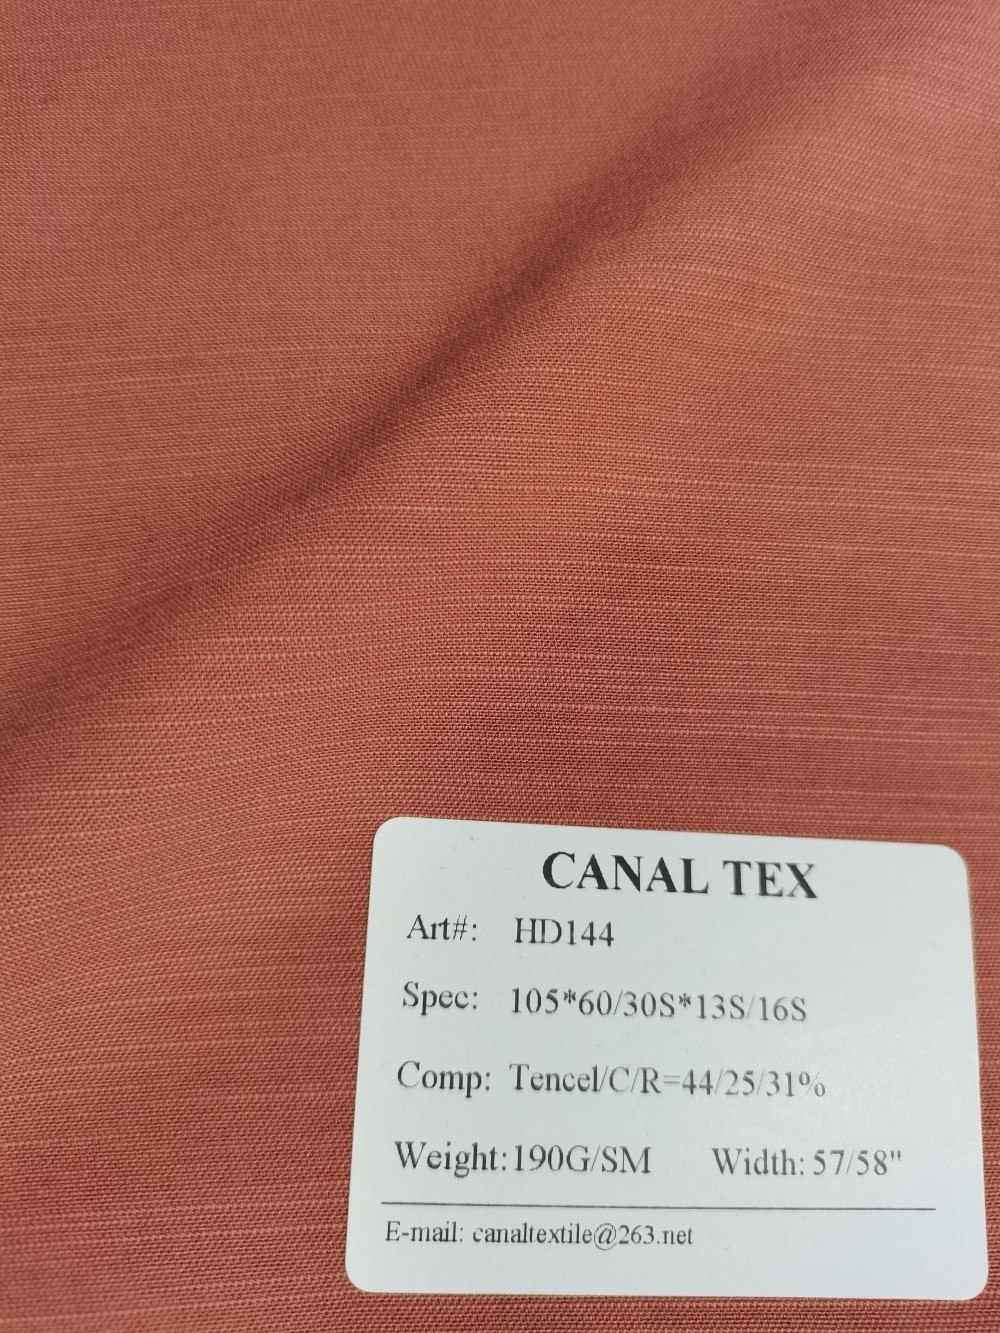 CANAL TEX
Art#: HD144
Spec: 105*60/30S*13S/16S
Comp: Tencel/C/R=44/25/31%
Weight:190G/SM Width: 57/58"
E-mail: canaltextile@263.net